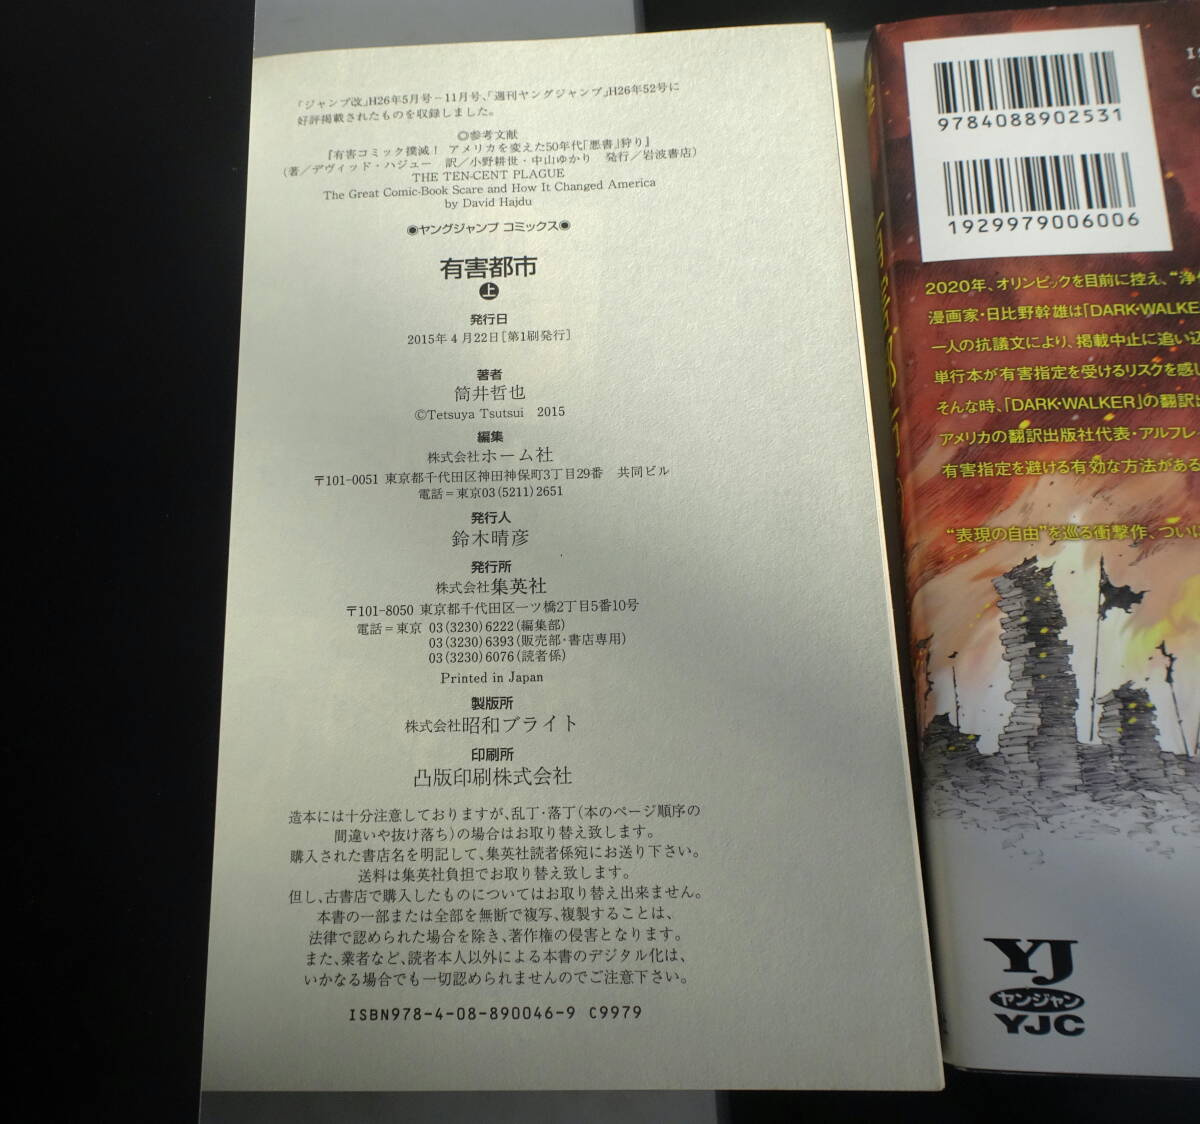 「ジャンプ改」H26年5月号－11月号、「週刊ヤングジャンプ」H26年52号に
好評掲載されたものを収録しました。
◎参考文献
『有害コミック撲滅！ アメリカを変えた50年代「悪書」狩り』
（著／デヴィッド・ハジュー 訳／小野耕世・中山ゆかり 発行／岩波書店）
THE TEN-CENT PLAGUE
The Great Comic-Book Scare and How It Changed America
by David Hajdu
◉ヤングジャンプ コミックス◉
有害都市
上
発行日
2015年4月22日［第1刷発行］
著者
筒井哲也
©Tetsuya Tsutsui 2015
編集
株式会社ホーム社
〒101-0051 東京都千代田区神田神保町3丁目29番 共同ビル
電話＝東京03(5211)2651
発行人
鈴木晴彦
発行所
株式会社集英社
〒101-8050 東京都千代田区一ツ橋2丁目5番10号
電話＝東京 03(3230)6222(編集部)
03(3230)6393(販売部・書店専用)
03(3230)6076(読者係)
Printed in Japan
製版所
株式会社昭和ブライト
印刷所
凸版印刷株式会社
造本には十分注意しておりますが、乱丁・落丁（本のページ順序の
間違いや抜け落ち）の場合はお取り替え致します。
購入された書店名を明記して、集英社読者係宛にお送り下さい。
送料は集英社負担でお取り替え致します。
但し、古書店で購入したものについてはお取り替え出来ません。
本書の一部または全部を無断で複写、複製することは、
法律で認められた場合を除き、著作権の侵害となります。
また、業者など、読者本人以外による本書のデジタル化は、
いかなる場合でも一切認められませんのでご注意下さい。
ISBN978-4-08-890046-9 C9979
9784088902531
1929979006006
2020年、オリンピックを目前に控え、“浄
漫画家・日比野幹雄は「DARK・WALKE
一人の抗議文により、掲載中止に追い込
単行本が有害指定を受けるリスクを感じ
そんな時、「DARK・WALKER」の翻訳出
アメリカの翻訳出版社代表・アルフレ
有害指定を避ける有効な方法がある
“表現の自由”を巡る衝撃作、ついに
YJ
ヤンジャン
YJC